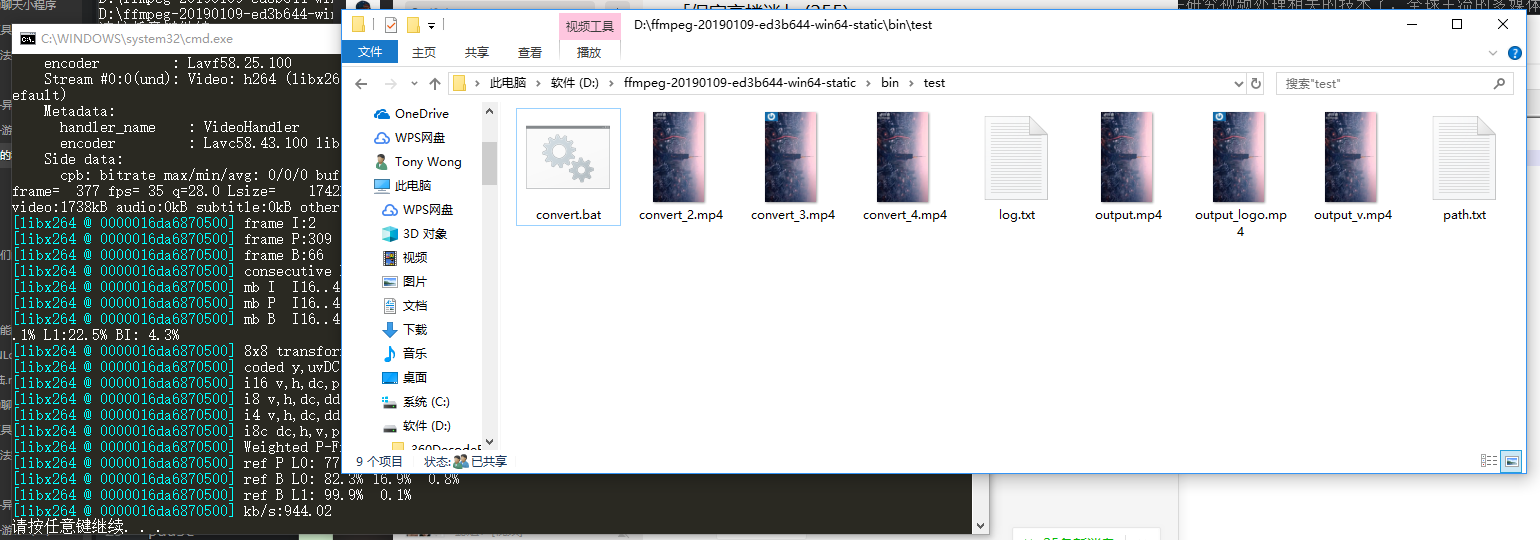 聊天小程序
D:\ffmpeg-20190109-ed3b644-win
C:\WINDOWS\system32\cmd.exe
encoder : Lavf58.25.100
Stream #0:0(und): Video: h264 (libx26
efault)
Metadata:
handler_name : VideoHandler
encoder : Lavc58.43.100 lib
Side data:
cpb: bitrate max/min/avg: 0/0/0 buf
frame= 377 fps= 35 q=23.0 Lsize= 1742
video:1738kB audio:0kB subtitle:0kB other
[libx264 @ 0000016da6870500] frame I:2
[libx264 @ 0000016da6870500] frame P:309
[libx264 @ 0000016da6870500] frame B:66
[libx264 @ 0000016da6870500] consecutive
[libx264 @ 0000016da6870500] mb I I16..4
[libx264 @ 0000016da6870500] mb P I16..4
[libx264 @ 0000016da6870500] mb B I16..4
.1% L1:22.5% BI: 4.3%
[libx264 @ 0000016da6870500] 8x8 transfor
[libx264 @ 0000016da6870500] coded y,uvDC
[libx264 @ 0000016da6870500] i16 v,h,dc,p
[libx264 @ 0000016da6870500] i8 v,h,dc,dd
[libx264 @ 0000016da6870500] i4 v,h,dc,dd
[libx264 @ 0000016da6870500] i8c dc,h,v,p
[libx264 @ 0000016da6870500] Weighted P-F
[libx264 @ 0000016da6870500] ref P L0: 77
[libx264 @ 0000016da6870500] ref B L0: 82.3% 16.9% 0.8%
[libx264 @ 0000016da6870500] ref B L1: 99.9% 0.1%
[libx264 @ 0000016da6870500] kb/s:944.02
请按任意键继续. . .
视频工具
D:\ffmpeg-20190109-ed3b644-win64-static\bin\test
文件 主页 共享 查看 播放
此电脑 › 软件 (D:) › ffmpeg-20190109-ed3b644-win64-static › bin › test
搜索"test"
OneDrive
WPS网盘
Tony Wong
此电脑
WPS网盘
3D 对象
视频
图片
文档
下载
音乐
桌面
系统 (C:)
软件 (D:)
convert.bat
convert_2.mp4
convert_3.mp4
convert_4.mp4
log.txt
output.mp4
output_logo.mp
4
output_v.mp4
path.txt
9 个项目 状态: 已共享